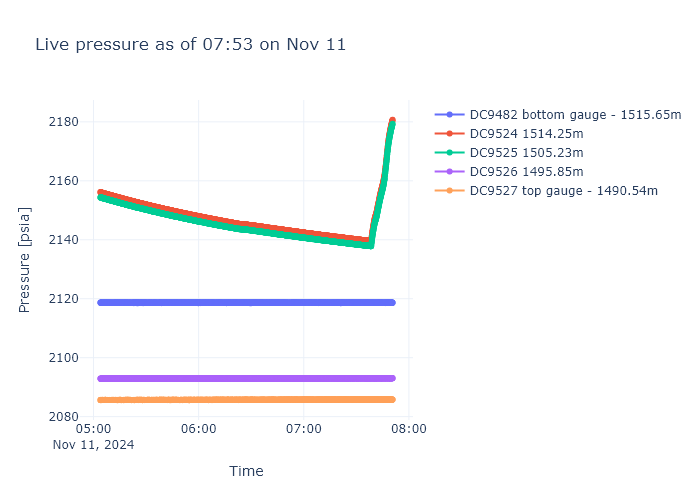 Live pressure as of 07:53 on Nov 11
DC9482 bottom gauge - 1515.65m
DC9524 1514.25m
DC9525 1505.23m
DC9526 1495.85m
DC9527 top gauge - 1490.54m
Pressure [psia]
2180
2160
2140
2120
2100
2080
05:00
06:00
07:00
08:00
Nov 11, 2024
Time